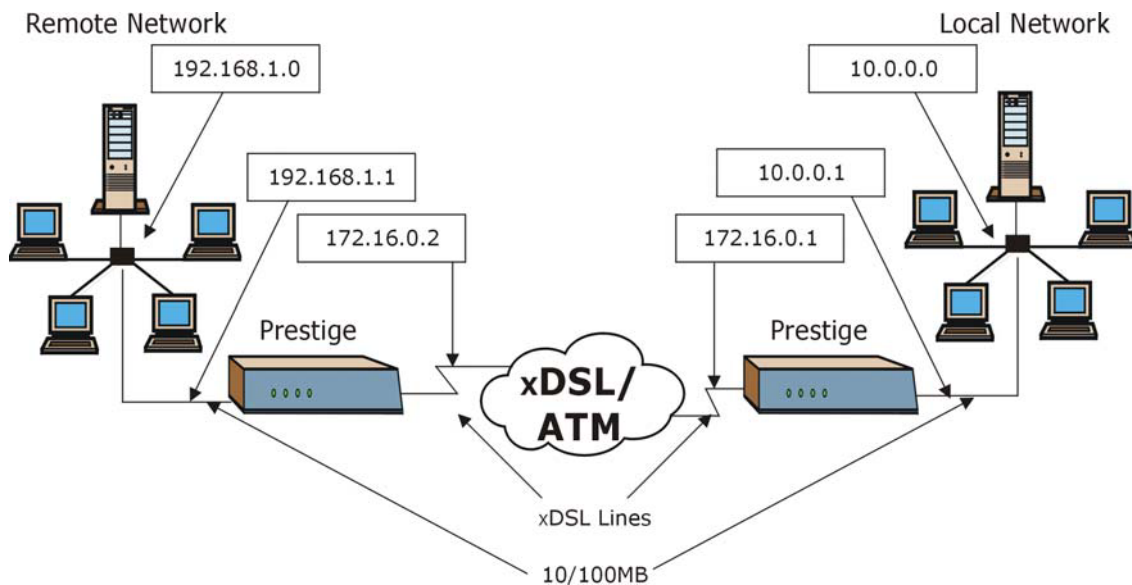 Remote Network
Local Network
192.168.1.0
10.0.0.0
192.168.1.1
10.0.0.1
172.16.0.2
172.16.0.1
Prestige
Prestige
xDSL/
ATM
xDSL Lines
10/100MB